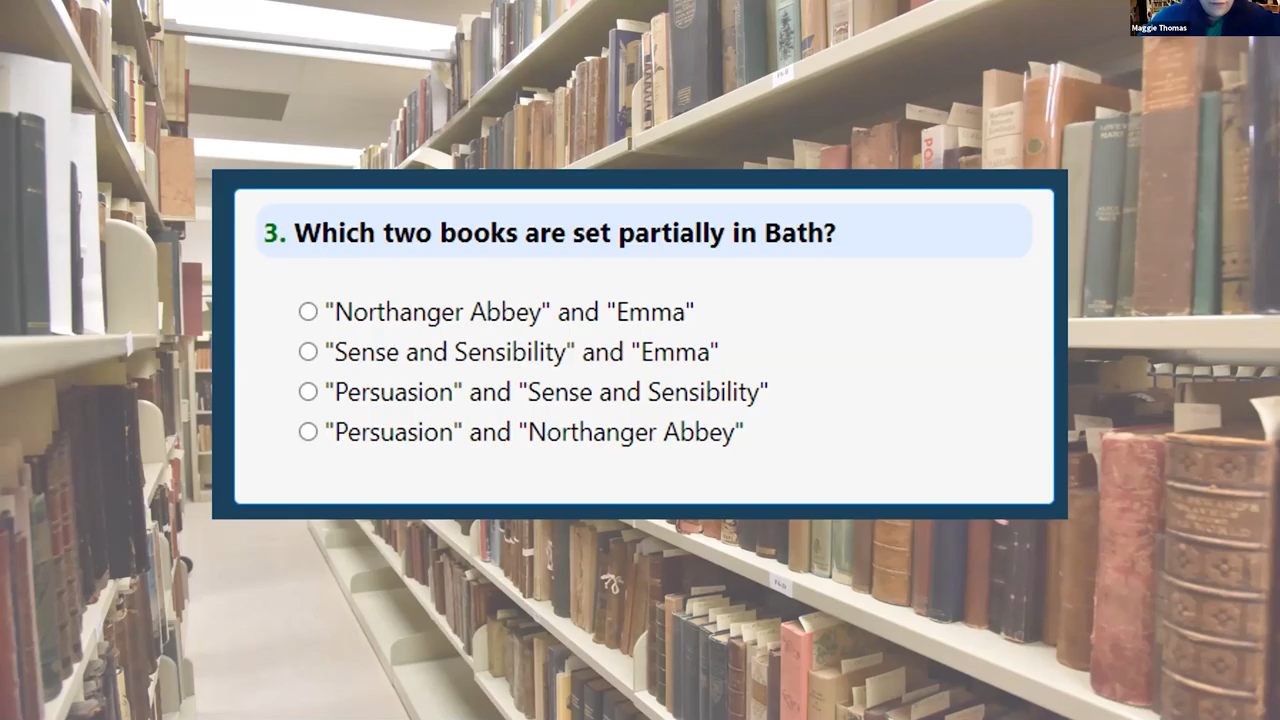 Maggie Thomas
3. Which two books are set partially in Bath?
"Northanger Abbey" and "Emma"
"Sense and Sensibility" and "Emma"
"Persuasion" and "Sense and Sensibility"
"Persuasion" and "Northanger Abbey"